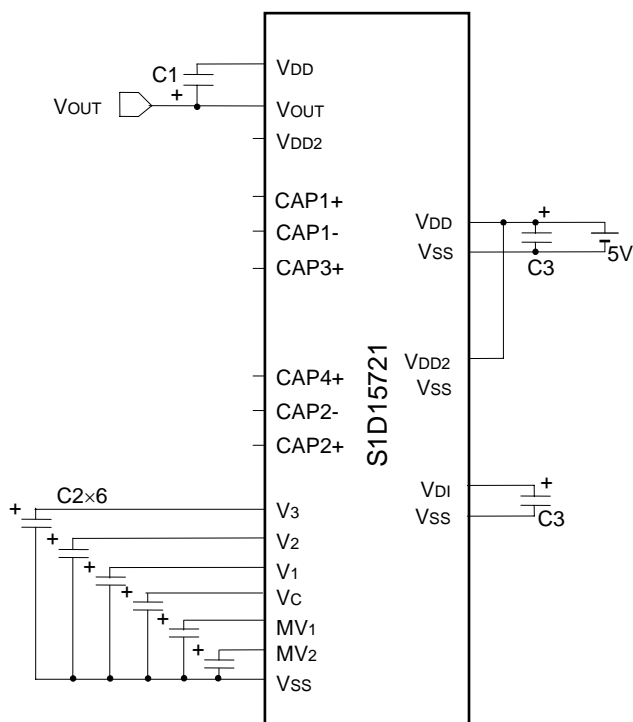 C1
+
VOUT
VDD
VOUT
VDD2
CAP1+
CAP1-
CAP3+
CAP4+
CAP2-
CAP2+
C2×6
+
+
+
+
+
+
V3
V2
V1
VC
MV1
MV2
VSS
S1D15721
VDD
VSS
VDD2
VSS
VDI
VSS
+
C3
-
5V
+
C3